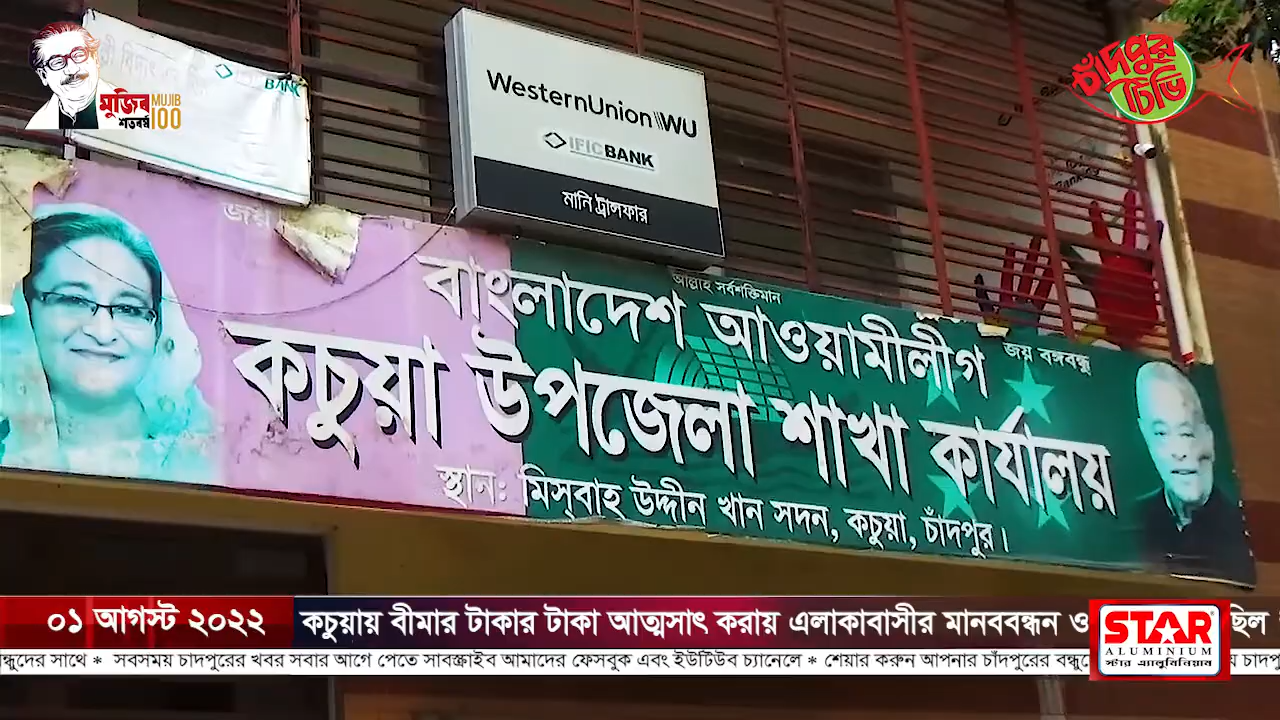 মুজিব
শতবর্ষ
MUJIB
100
BANK
চাঁদপুর
টিভি
WesternUnion WU
IFIC BANK
মানি ট্রান্সফার
জয়
আল্লাহ সর্বশক্তিমান
জয় বঙ্গবন্ধু
বাংলাদেশ আওয়ামীলীগ
কচুয়া উপজেলা শাখা কার্যালয়
স্থান: মিস্‌বাহ উদ্দীন খান সদন, কচুয়া, চাঁদপুর।
০১ আগস্ট ২০২২
কচুয়ায় বীমার টাকার টাকা আত্মসাৎ করায় এলাকাবাসীর মানববন্ধন ও
STAR
ALUMINIUM
স্টার এ্যালুমিনিয়াম
ন্ধুদের সাথে * সবসময় চাদপুরের খবর সবার আগে পেতে সাবস্ক্রাইব আমাদের ফেসবুক এবং ইউটিউব চ্যানেলে * শেয়ার করুন আপনার চাঁদপুরের বন্ধু